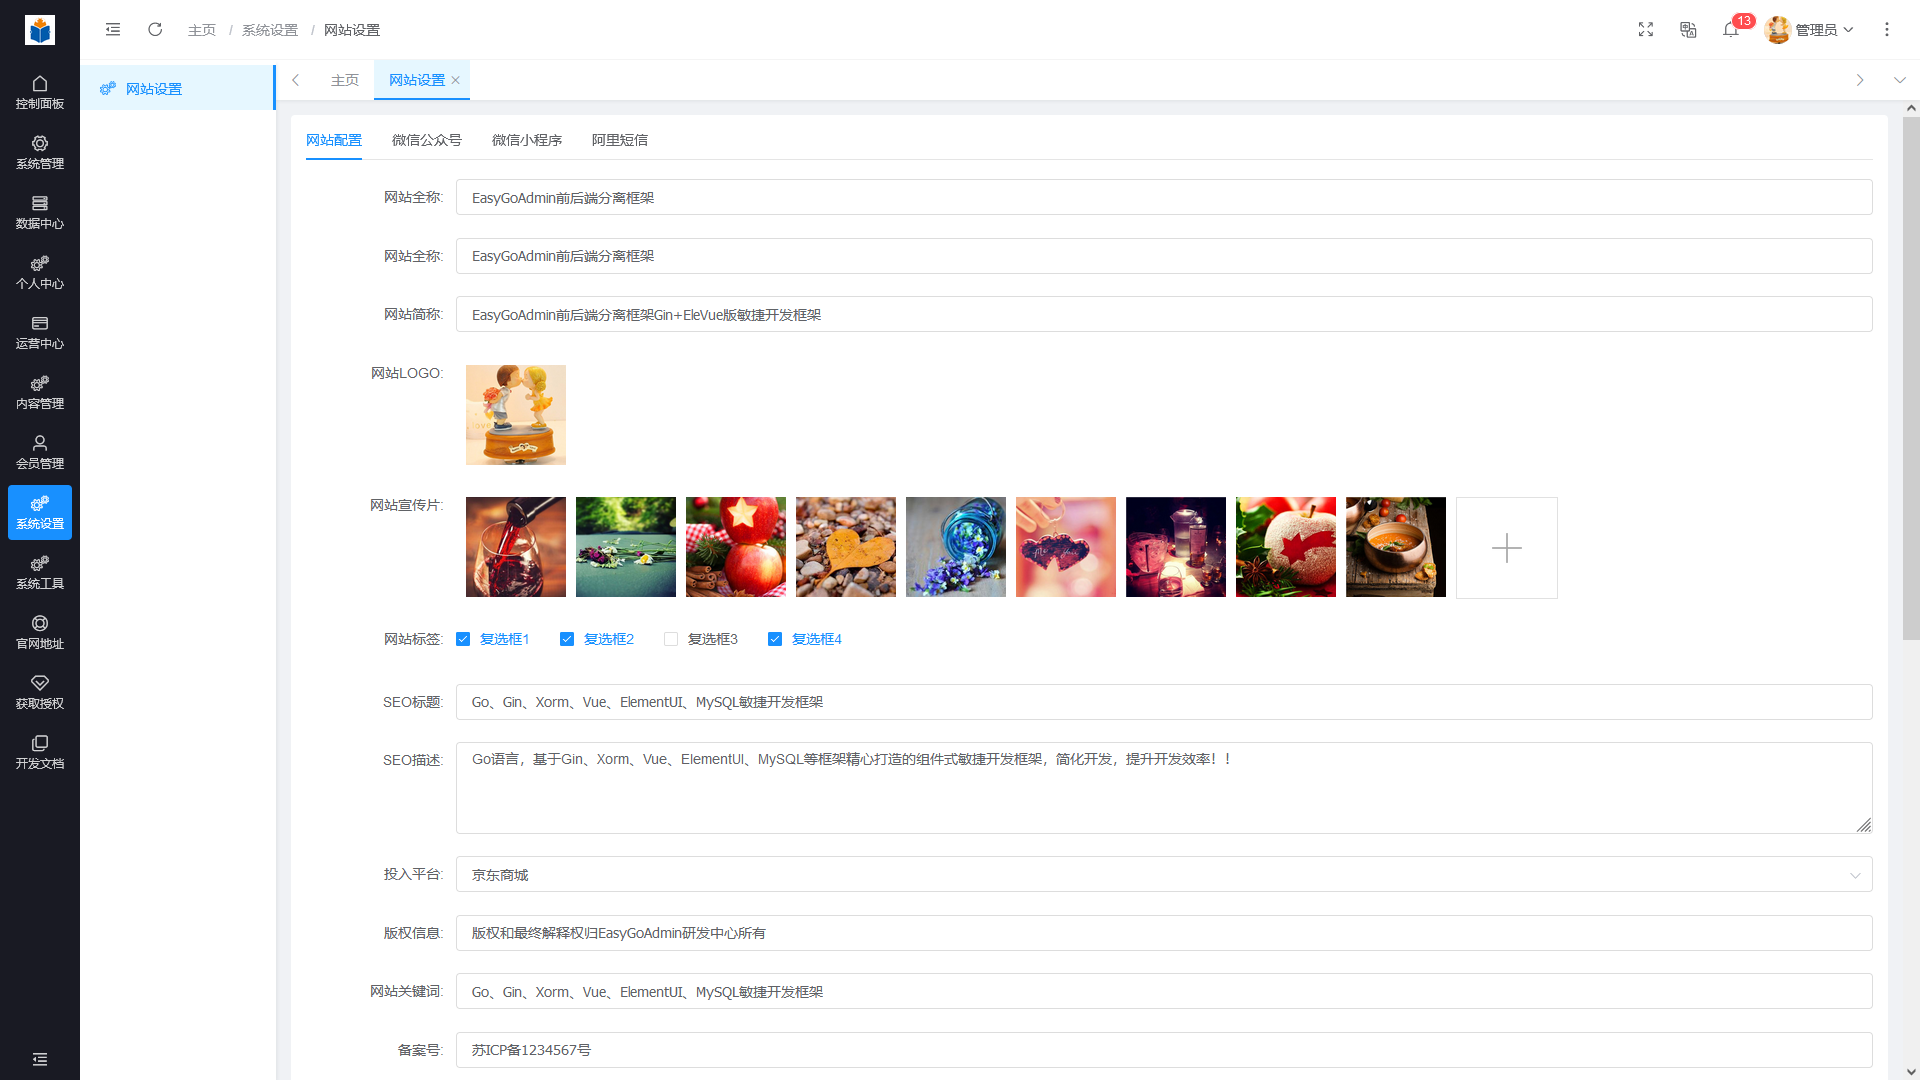 主页 / 系统设置 / 网站设置
13
管理员
控制面板
系统管理
数据中心
个人中心
运营中心
内容管理
会员管理
系统设置
系统工具
官网地址
获取授权
开发文档
网站设置
主页
网站设置
网站配置
微信公众号
微信小程序
阿里短信
网站全称: EasyGoAdmin前后端分离框架
网站全称: EasyGoAdmin前后端分离框架
网站简称: EasyGoAdmin前后端分离框架Gin+EleVue版敏捷开发框架
网站LOGO:
网站宣传片:
网站标签: 复选框1 复选框2 复选框3 复选框4
SEO标题: Go、Gin、Xorm、Vue、ElementUI、MySQL敏捷开发框架
SEO描述: Go语言，基于Gin、Xorm、Vue、ElementUI、MySQL等框架精心打造的组件式敏捷开发框架，简化开发，提升开发效率！！
投入平台: 京东商城
版权信息: 版权和最终解释权归EasyGoAdmin研发中心所有
网站关键词: Go、Gin、Xorm、Vue、ElementUI、MySQL敏捷开发框架
备案号: 苏ICP备1234567号